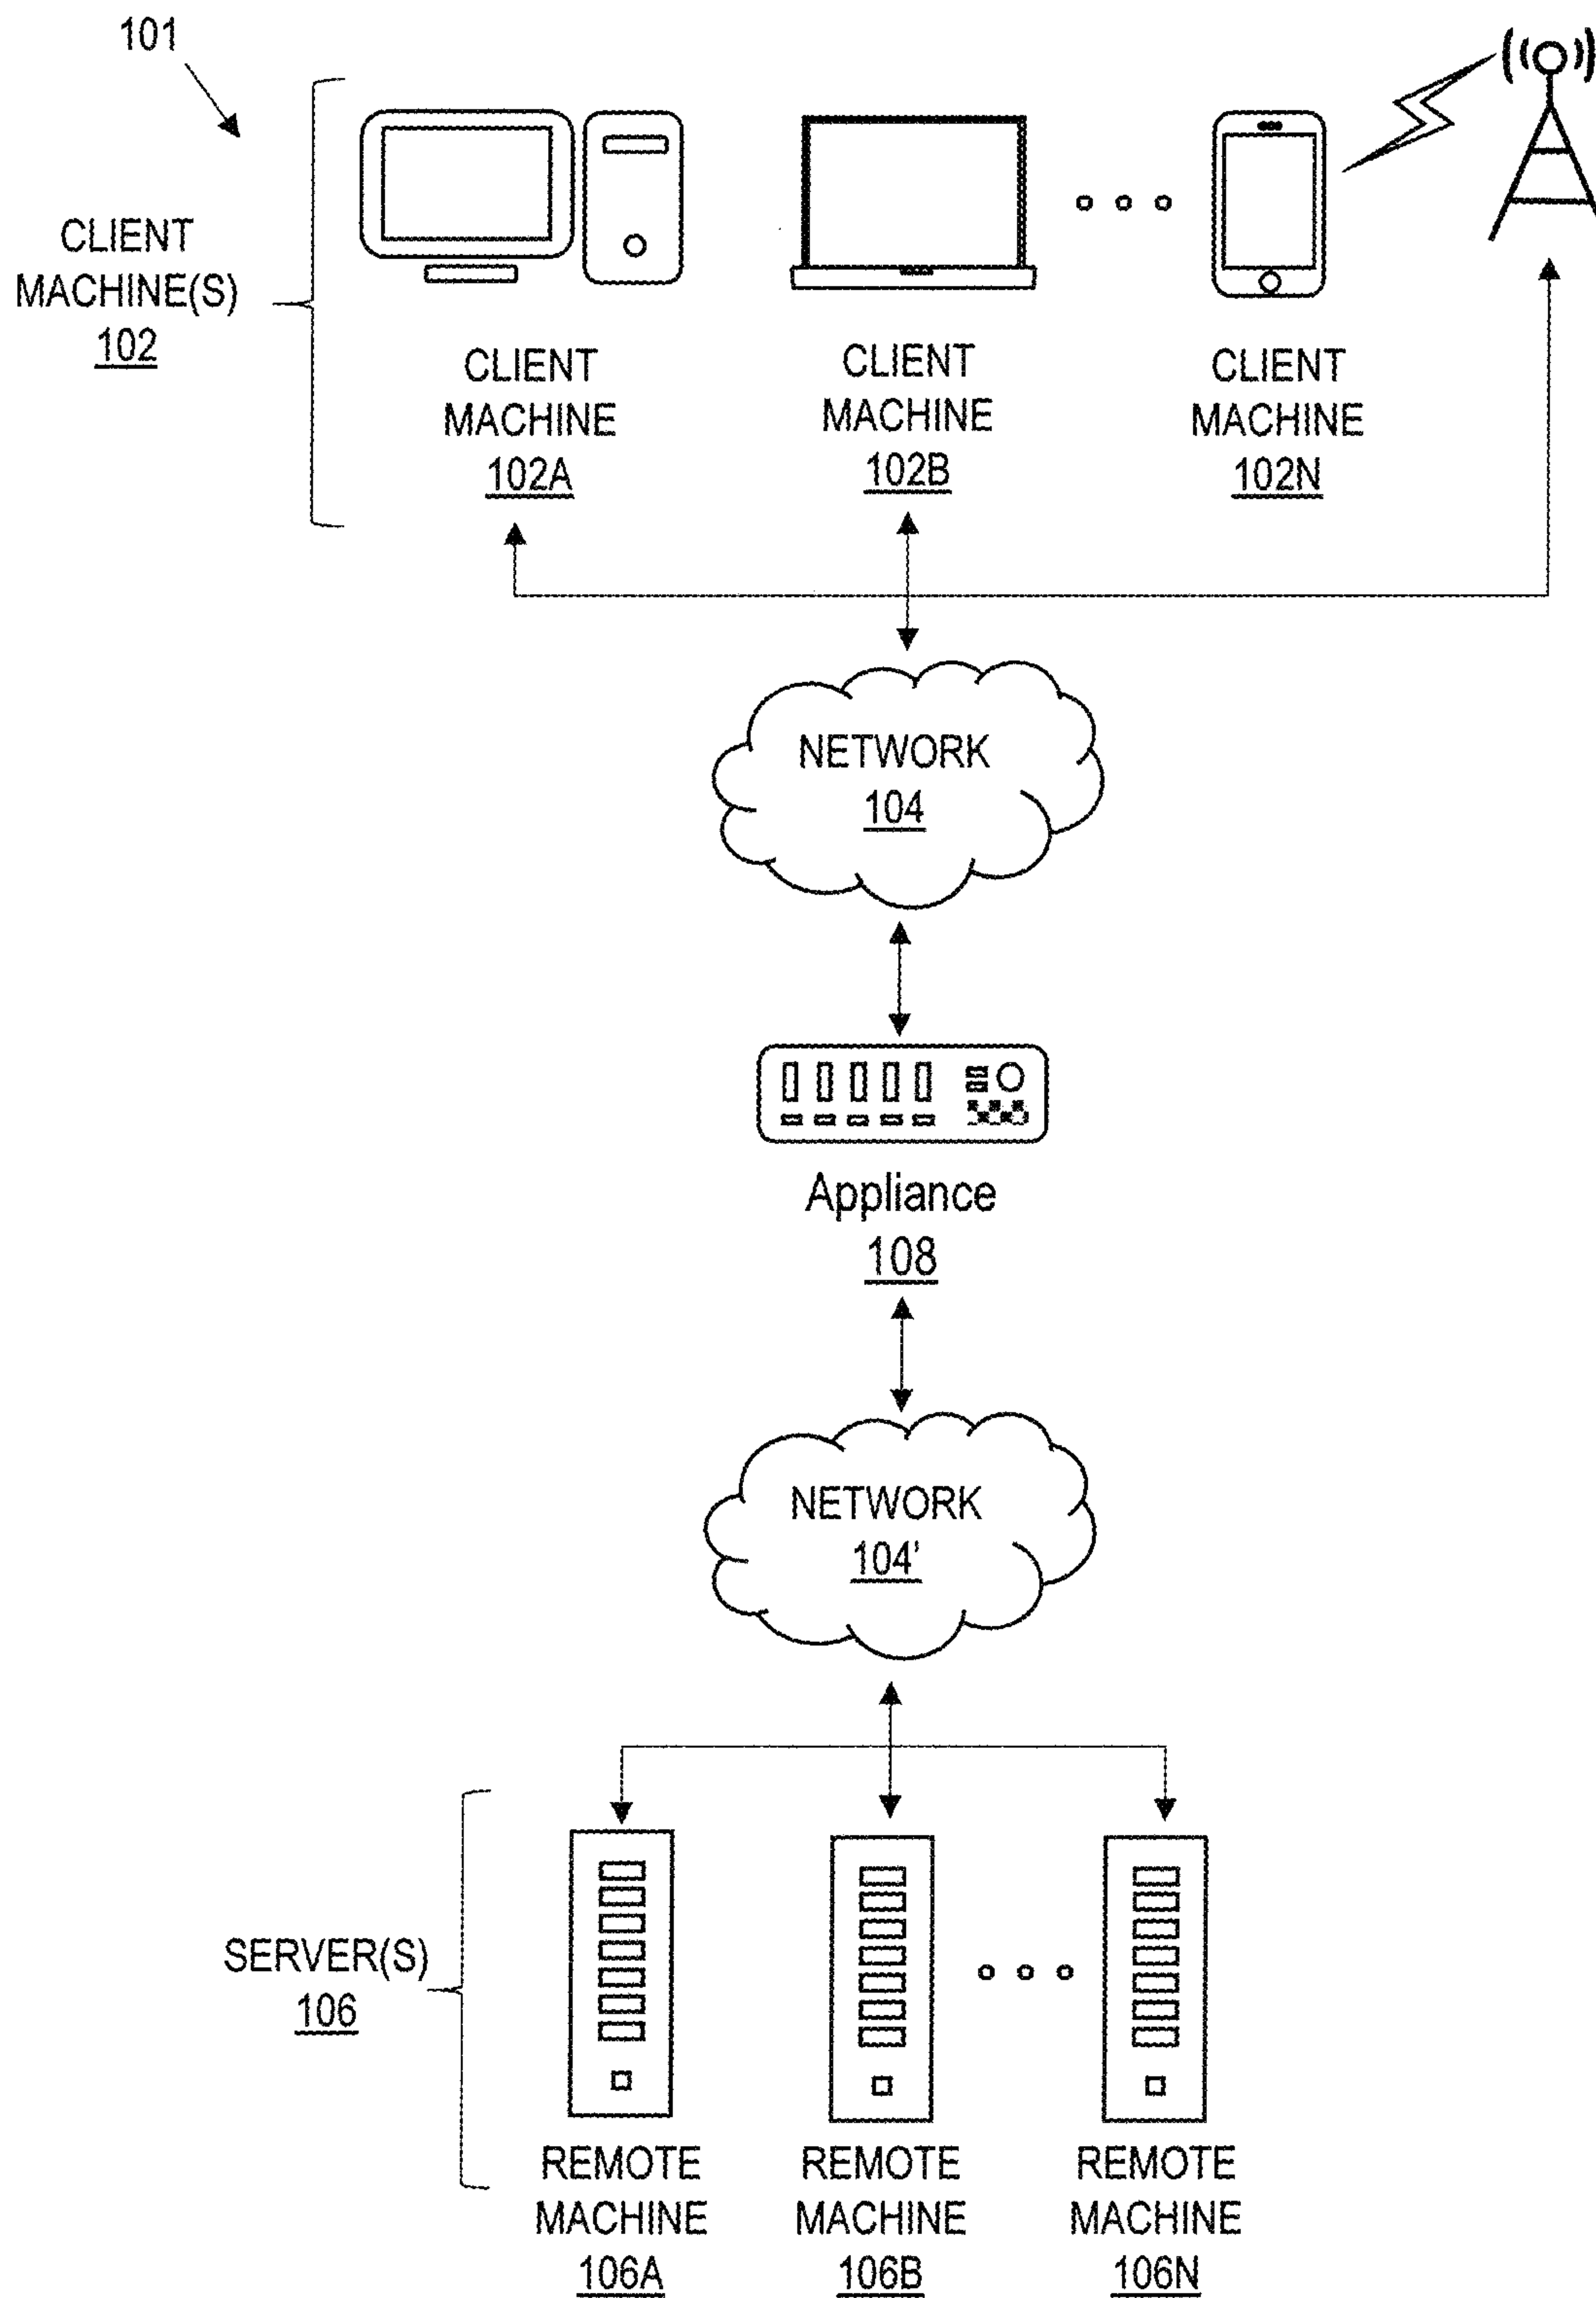 101
CLIENT
MACHINE(S)
102
CLIENT
MACHINE
102A
CLIENT
MACHINE
102B
CLIENT
MACHINE
102N
NETWORK
104
Appliance
108
NETWORK
104'
SERVER(S)
106
REMOTE
MACHINE
106A
REMOTE
MACHINE
106B
REMOTE
MACHINE
106N